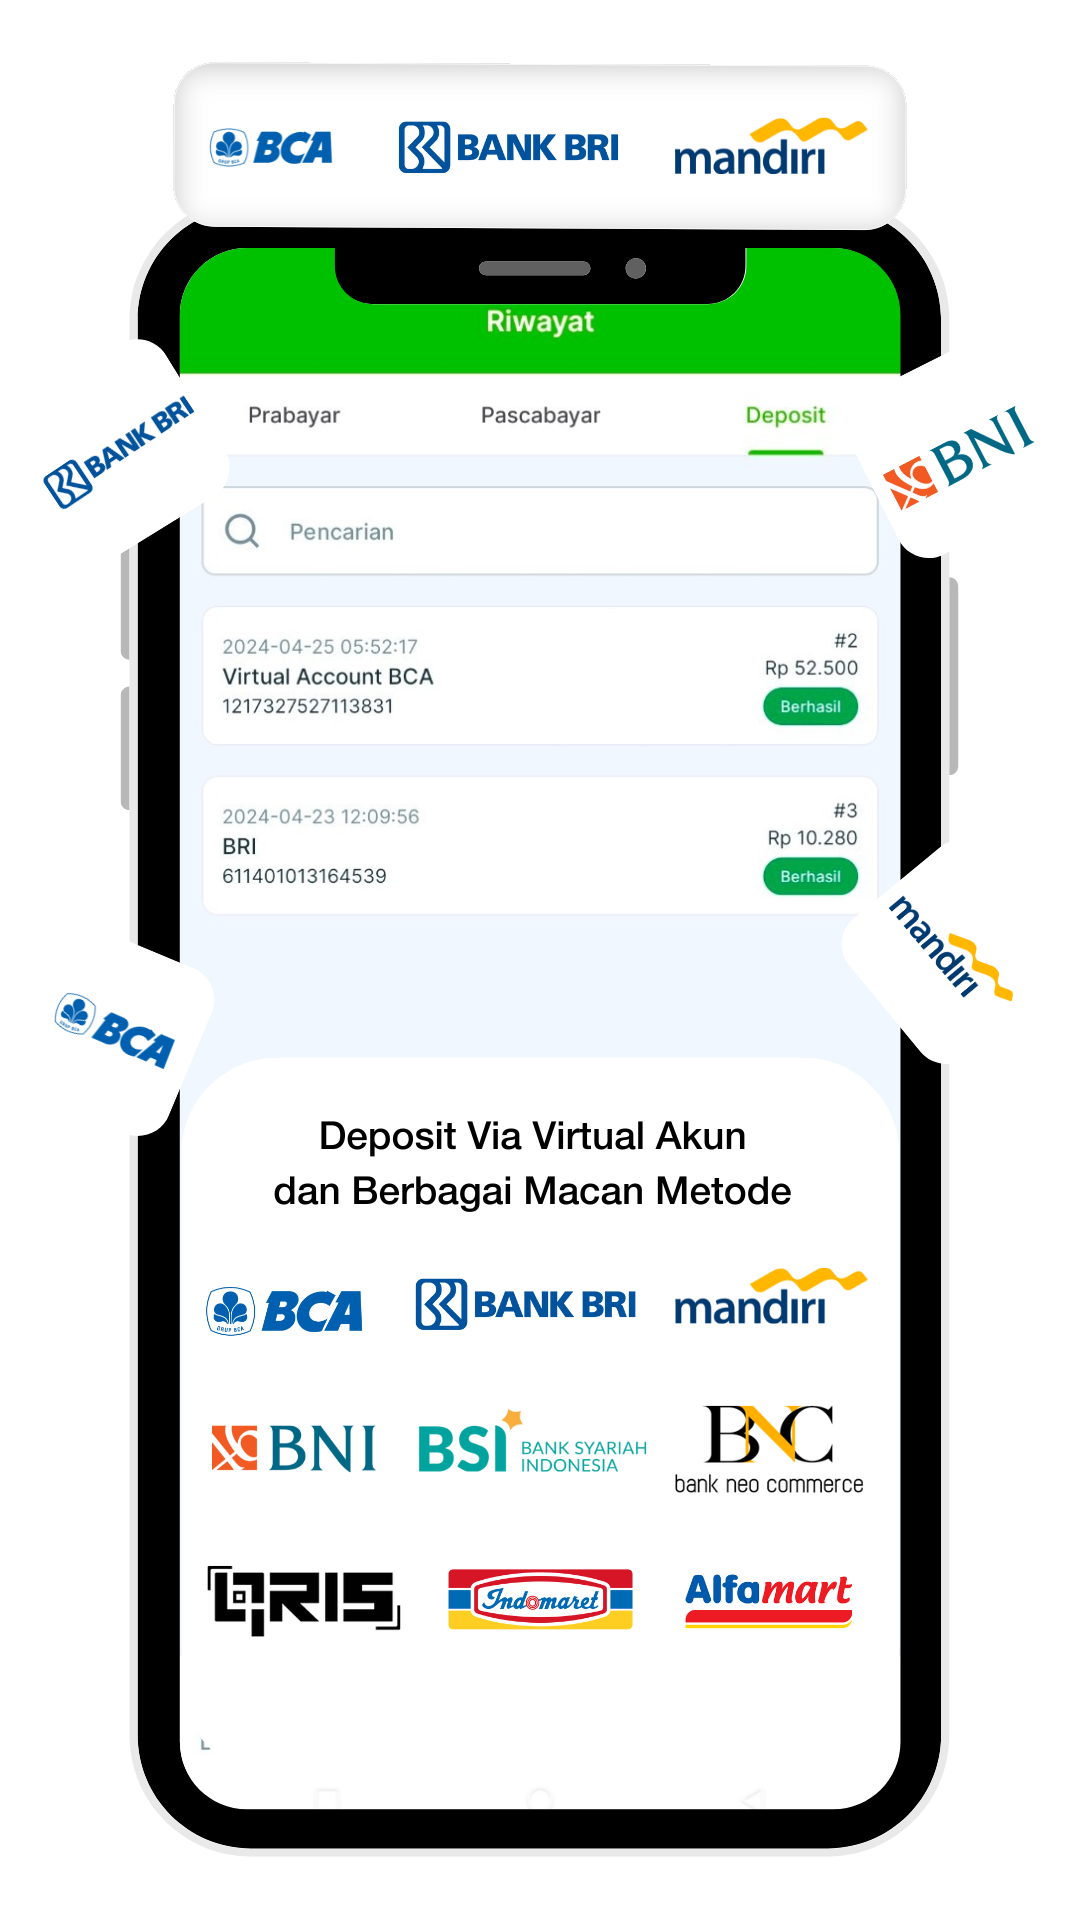 BCA BANK BRI mandiri
Riwayat
Prabayar Pascabayar Deposit
BANK BRI
BNI
Pencarian
2024-04-25 05:52:17 #2
Virtual Account BCA Rp 52.500
1217327527113831 Berhasil
2024-04-23 12:09:56 #3
BRI Rp 10.280
611401013164539 Berhasil
mandiri
BCA
Deposit Via Virtual Akun
dan Berbagai Macan Metode
GRUP BCA BCA BANK BRI mandiri
BNI BSI BANK SYARIAH INDONESIA BNC
bank neo commerce
QRIS Indomaret Alfamart